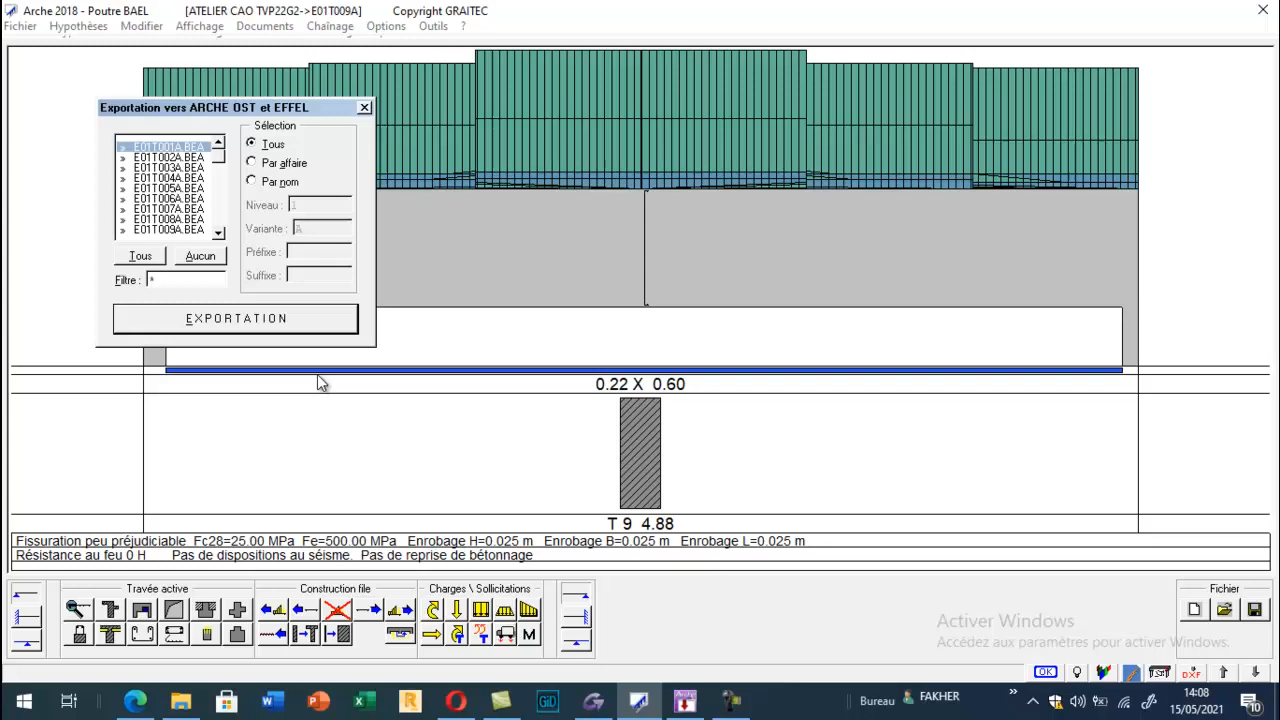 Arche 2018 - Poutre BAEL [ATELIER CAO TVP22G2->E01T009A] Copyright GRAITEC
Fichier Hypothèses Modifier Affichage Documents Chaînage Options Outils ?
Exportation vers ARCHE OST et EFFEL
E01T001A.BEA
E01T002A.BEA
E01T003A.BEA
E01T004A.BEA
E01T005A.BEA
E01T006A.BEA
E01T007A.BEA
E01T008A.BEA
E01T009A.BEA
Tous Aucun
Filtre : *
Sélection
Tous
Par affaire
Par nom
Niveau : 1
Variante : A
Préfixe :
Suffixe :
EXPORTATION
0.22 X 0.60
T 9 4.88
Fissuration peu préjudiciable Fc28=25.00 MPa Fe=500.00 MPa Enrobage H=0.025 m Enrobage B=0.025 m Enrobage L=0.025 m
Résistance au feu 0 H Pas de dispositions au séisme. Pas de reprise de bétonnage
Travée active Construction file Charges / Sollicitations Fichier
M
Activer Windows
Accédez aux paramètres pour activer Windows.
OK DXF
W P X R GiD Bureau FAKHER » 14:08
15/05/2021
10